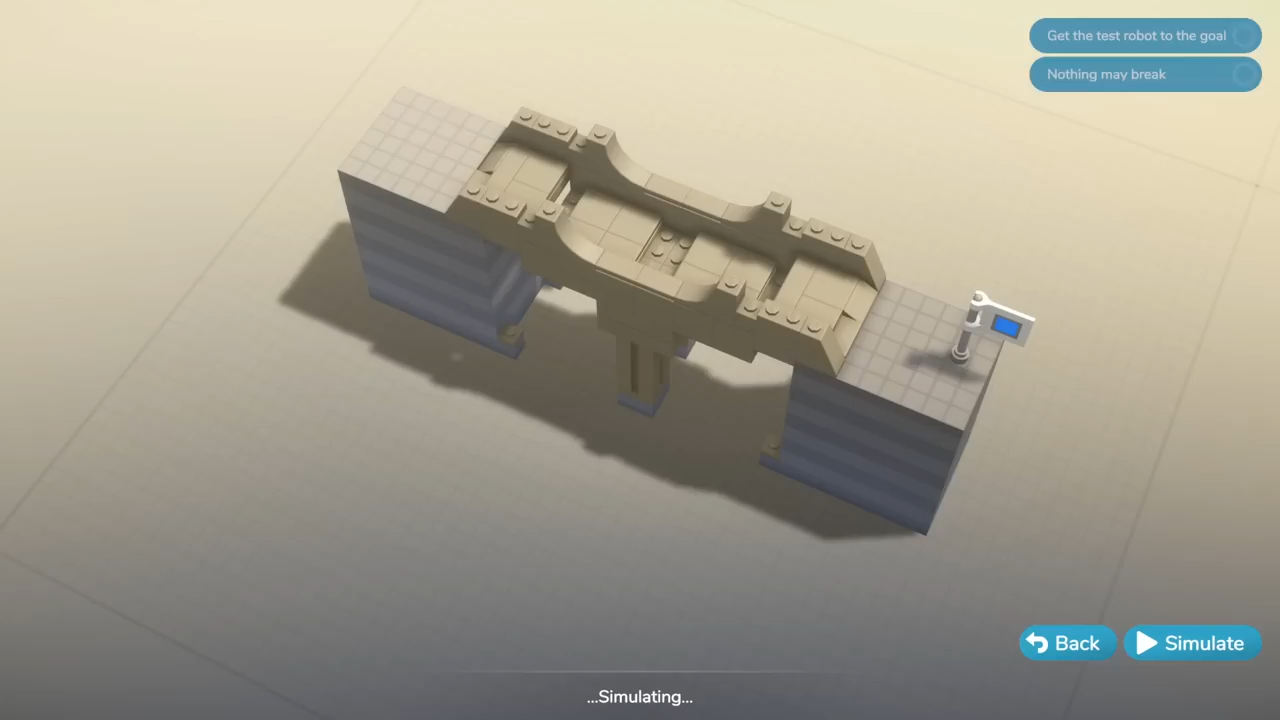 Get the test robot to the goal
Nothing may break
Back
Simulate
...Simulating...